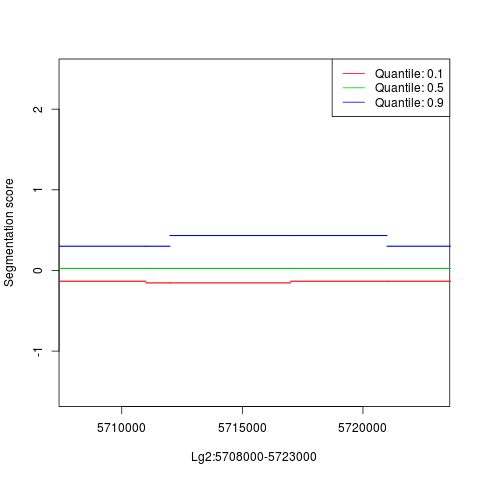 Quantile: 0.1
Quantile: 0.5
Quantile: 0.9
Segmentation score
2
1
0
-1
5710000 5715000 5720000
Lg2:5708000-5723000